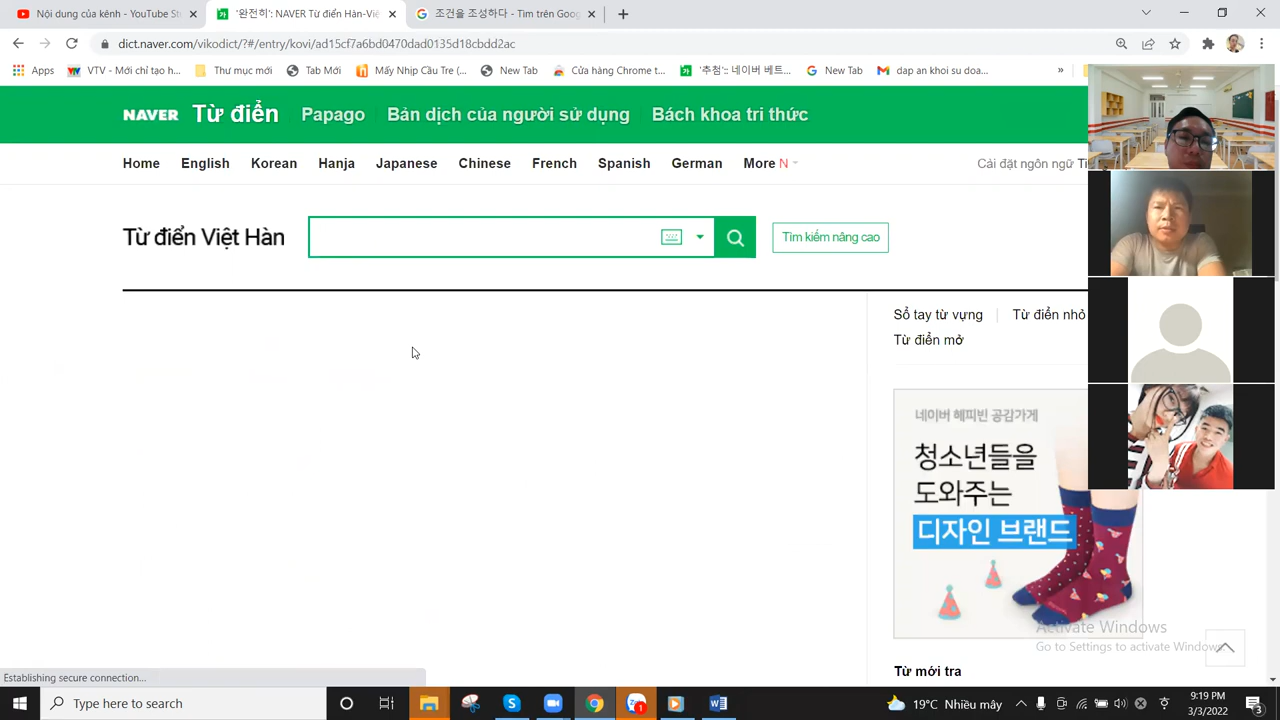 Nội dung của kênh - YouTube St
'완전히': NAVER Từ điển Hàn-Việ
조건을 조성하다 - Tìm trên Goog
dict.naver.com/vikodict/?#/entry/kovi/ad15cf7a6bd0470dad0135d18cbdd2ac
Apps
VTV - Mới chỉ tạo h...
Thư mục mới
Tab Mới
Mấy Nhịp Cầu Tre (...
New Tab
Cửa hàng Chrome t...
'추첨': 네이버 베트...
New Tab
dap an khoi su doa...
»
NAVER Từ điển Papago Bản dịch của người sử dụng Bách khoa tri thức
Home English Korean Hanja Japanese Chinese French Spanish German More N
Cài đặt ngôn ngữ Ti
Từ điển Việt Hàn
Tìm kiếm nâng cao
Sổ tay từ vựng
Từ điển nhỏ
Từ điển mở
네이버 해피빈 공감가게
청소년들을
도와주는
디자인 브랜드
Activate Windows
Go to Settings to activate Windows.
Từ mới tra
Establishing secure connection...
Type here to search
1
19°C Nhiều mây
9:19 PM
3/3/2022
3